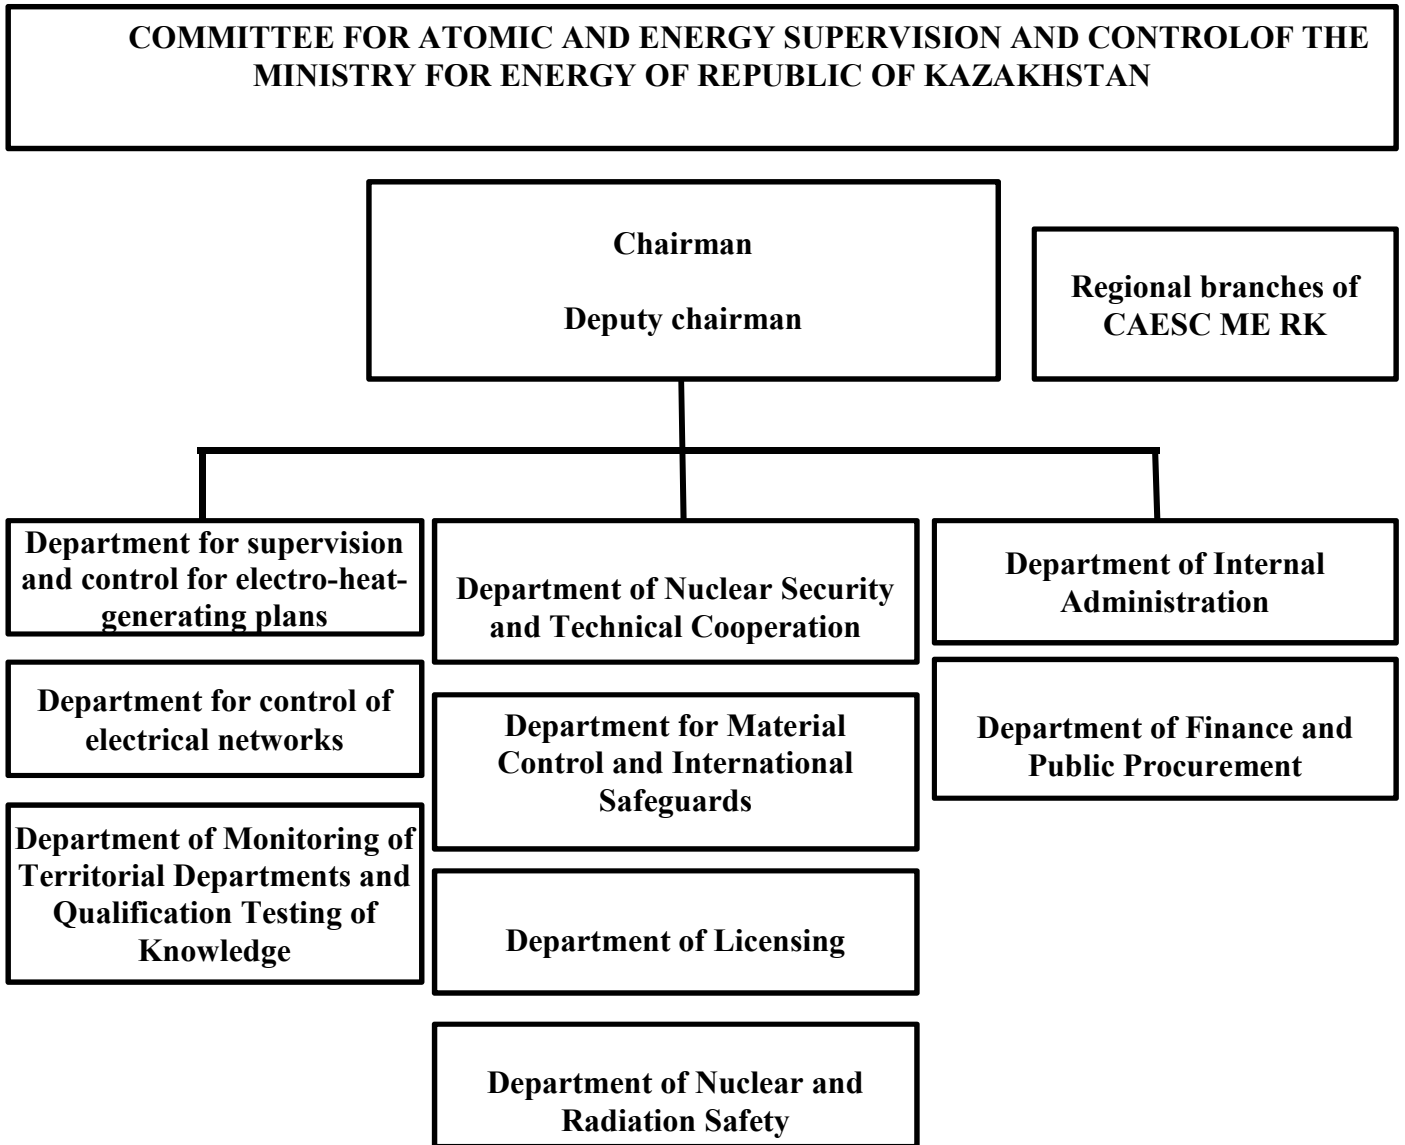 COMMITTEE FOR ATOMIC AND ENERGY SUPERVISION AND CONTROLOF THE
MINISTRY FOR ENERGY OF REPUBLIC OF KAZAKHSTAN
Chairman
Deputy chairman
Regional branches of
CAESC ME RK
Department for supervision
and control for electro-heat-
generating plans
Department for control of
electrical networks
Department of Monitoring of
Territorial Departments and
Qualification Testing of
Knowledge
Department of Nuclear Security
and Technical Cooperation
Department for Material
Control and International
Safeguards
Department of Licensing
Department of Nuclear and
Radiation Safety
Department of Internal
Administration
Department of Finance and
Public Procurement